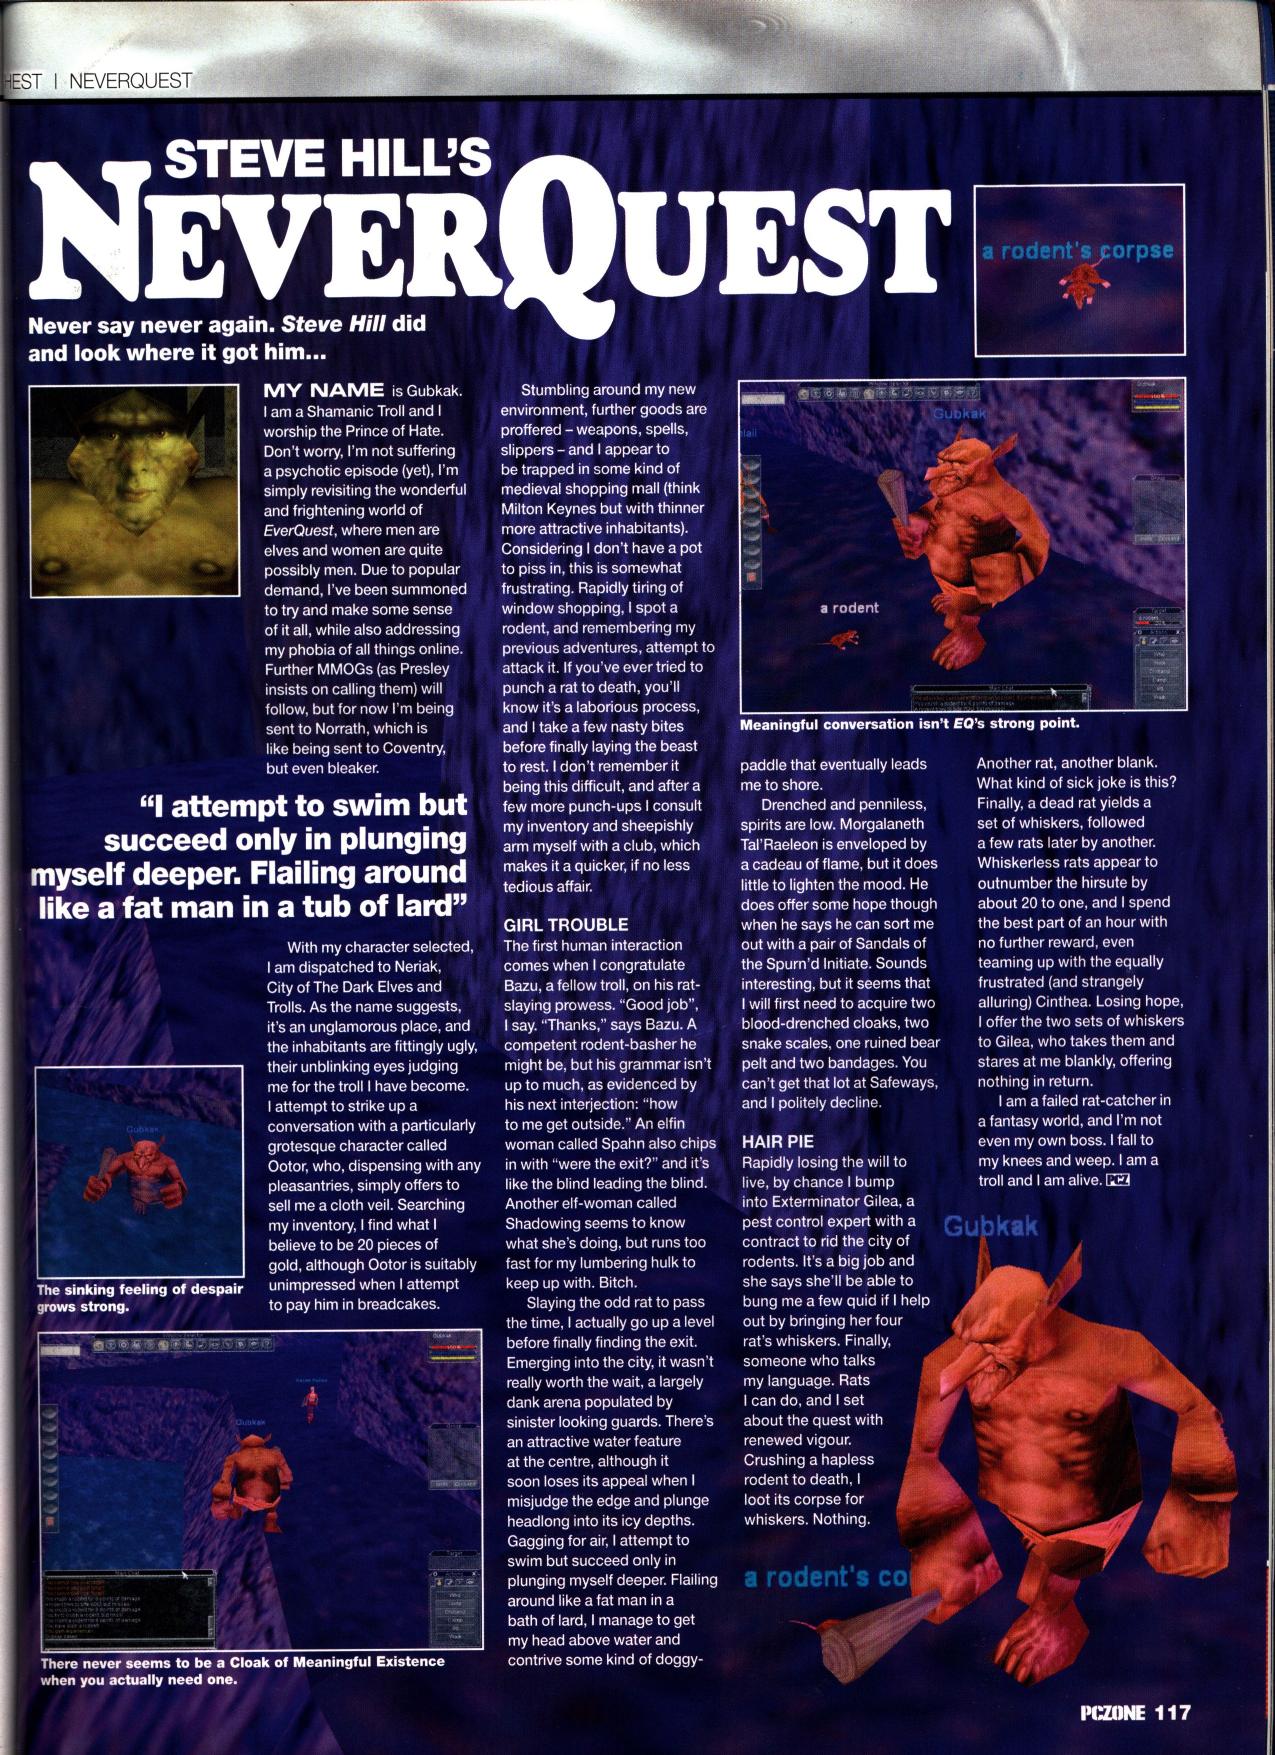 HEST | NEVERQUEST
STEVE HILL'S
NEVERQUEST
a rodent's corpse
Never say never again. Steve Hill did
and look where it got him...
MY NAME is Gubkak.
I am a Shamanic Troll and I
worship the Prince of Hate.
Don't worry, I'm not suffering
a psychotic episode (yet), I'm
simply revisiting the wonderful
and frightening world of
EverQuest, where men are
elves and women are quite
possibly men. Due to popular
demand, I've been summoned
to try and make some sense
of it all, while also addressing
my phobia of all things online.
Further MMOGs (as Presley
insists on calling them) will
follow, but for now I'm being
sent to Norrath, which is
like being sent to Coventry,
but even bleaker.
"I attempt to swim but
succeed only in plunging
myself deeper. Flailing around
like a fat man in a tub of lard"
With my character selected,
I am dispatched to Neriak,
City of The Dark Elves and
Trolls. As the name suggests,
it's an unglamorous place, and
the inhabitants are fittingly ugly,
their unblinking eyes judging
me for the troll I have become.
I attempt to strike up a
conversation with a particularly
grotesque character called
Ootor, who, dispensing with any
pleasantries, simply offers to
sell me a cloth veil. Searching
my inventory, I find what I
believe to be 20 pieces of
gold, although Ootor is suitably
unimpressed when I attempt
to pay him in breadcakes.
Gubkak
The sinking feeling of despair
grows strong.
Gubkak
There never seems to be a Cloak of Meaningful Existence
when you actually need one.
Stumbling around my new
environment, further goods are
proffered – weapons, spells,
slippers – and I appear to
be trapped in some kind of
medieval shopping mall (think
Milton Keynes but with thinner
more attractive inhabitants).
Considering I don't have a pot
to piss in, this is somewhat
frustrating. Rapidly tiring of
window shopping, I spot a
rodent, and remembering my
previous adventures, attempt to
attack it. If you've ever tried to
punch a rat to death, you'll
know it's a laborious process,
and I take a few nasty bites
before finally laying the beast
to rest. I don't remember it
being this difficult, and after a
few more punch-ups I consult
my inventory and sheepishly
arm myself with a club, which
makes it a quicker, if no less
tedious affair.
GIRL TROUBLE
The first human interaction
comes when I congratulate
Bazu, a fellow troll, on his rat-
slaying prowess. "Good job",
I say. "Thanks," says Bazu. A
competent rodent-basher he
might be, but his grammar isn't
up to much, as evidenced by
his next interjection: "how
to me get outside." An elfin
woman called Spahn also chips
in with "were the exit?" and it's
like the blind leading the blind.
Another elf-woman called
Shadowing seems to know
what she's doing, but runs too
fast for my lumbering hulk to
keep up with. Bitch.
Slaying the odd rat to pass
the time, I actually go up a level
before finally finding the exit.
Emerging into the city, it wasn't
really worth the wait, a largely
dank arena populated by
sinister looking guards. There's
an attractive water feature
at the centre, although it
soon loses its appeal when I
misjudge the edge and plunge
headlong into its icy depths.
Gagging for air, I attempt to
swim but succeed only in
plunging myself deeper. Flailing
around like a fat man in a
bath of lard, I manage to get
my head above water and
contrive some kind of doggy-
Gubkak
a rodent
Meaningful conversation isn't EQ's strong point.
paddle that eventually leads
me to shore.
Drenched and penniless,
spirits are low. Morgalaneth
Tal'Raeleon is enveloped by
a cadeau of flame, but it does
little to lighten the mood. He
does offer some hope though
when he says he can sort me
out with a pair of Sandals of
the Spurn'd Initiate. Sounds
interesting, but it seems that
I will first need to acquire two
blood-drenched cloaks, two
snake scales, one ruined bear
pelt and two bandages. You
can't get that lot at Safeways,
and I politely decline.
HAIR PIE
Rapidly losing the will to
live, by chance I bump
into Exterminator Gilea, a
pest control expert with a
contract to rid the city of
rodents. It's a big job and
she says she'll be able to
bung me a few quid if I help
out by bringing her four
rat's whiskers. Finally,
someone who talks
my language. Rats
I can do, and I set
about the quest with
renewed vigour.
Crushing a hapless
rodent to death, I
loot its corpse for
whiskers. Nothing.
Another rat, another blank.
What kind of sick joke is this?
Finally, a dead rat yields a
set of whiskers, followed
a few rats later by another.
Whiskerless rats appear to
outnumber the hirsute by
about 20 to one, and I spend
the best part of an hour with
no further reward, even
teaming up with the equally
frustrated (and strangely
alluring) Cinthea. Losing hope,
I offer the two sets of whiskers
to Gilea, who takes them and
stares at me blankly, offering
nothing in return.
I am a failed rat-catcher in
a fantasy world, and I'm not
even my own boss. I fall to
my knees and weep. I am a
troll and I am alive. PCZ
Gubkak
a rodent's co
PCZONE 117